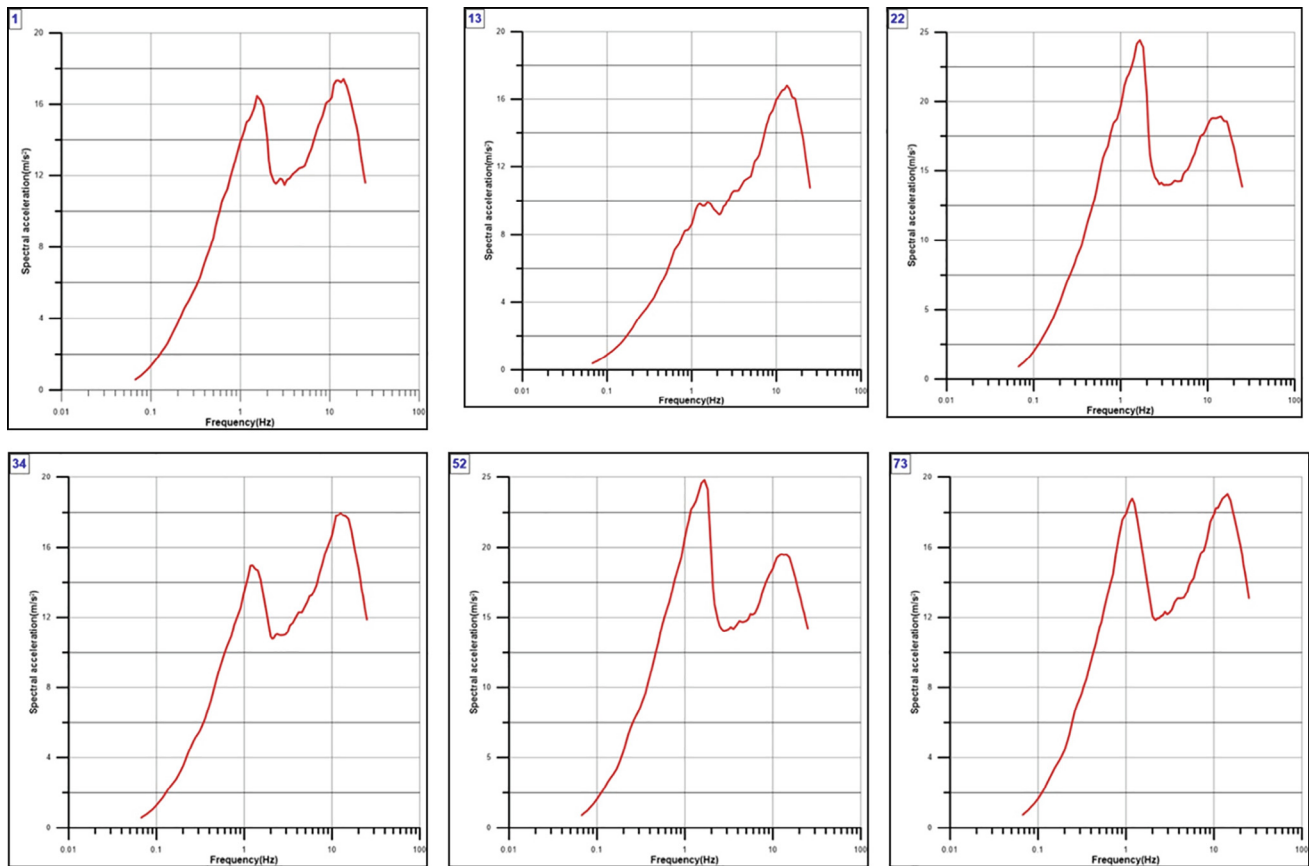 1
20
16
12
8
4
0
Spectral acceleration(m/s²)
0.01 0.1 1 10 100
Frequency(Hz)
13
20
16
12
8
4
0
Spectral acceleration(m/s²)
0.01 0.1 1 10 100
Frequency(Hz)
22
25
20
15
10
5
0
Spectral acceleration(m/s²)
0.01 0.1 1 10 100
Frequency(Hz)
34
20
16
12
8
4
0
Spectral acceleration(m/s²)
0.01 0.1 1 10 100
Frequency(Hz)
52
25
20
15
10
5
0
Spectral acceleration(m/s²)
0.01 0.1 1 10 100
Frequency(Hz)
73
20
16
12
8
4
0
Spectral acceleration(m/s²)
0.01 0.1 1 10 100
Frequency(Hz)